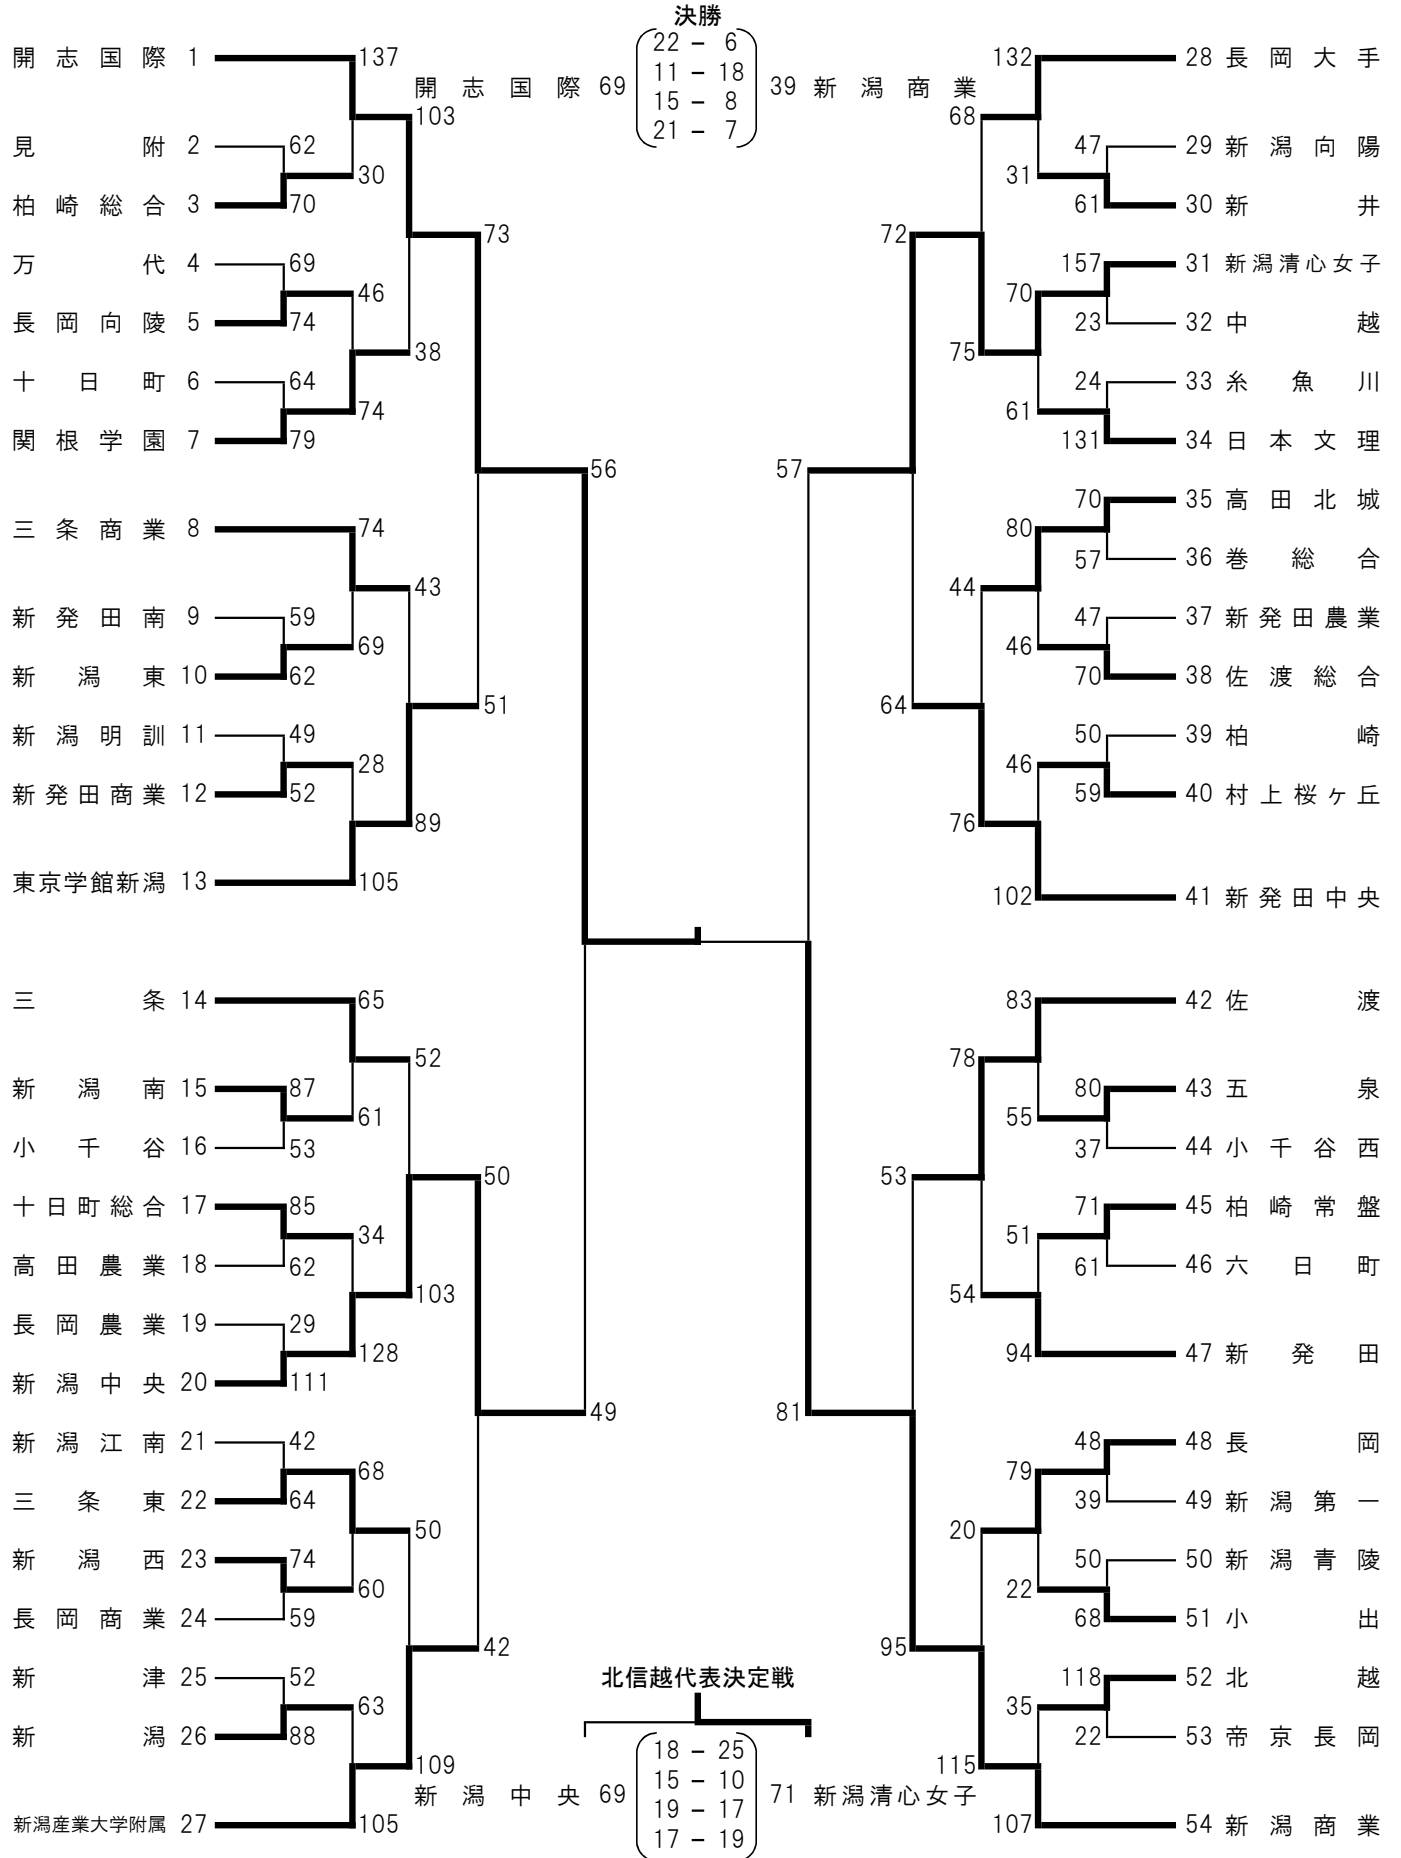 決勝
開志国際 69
22 - 6
11 - 18
15 - 8
21 - 7
39 新潟商業
開志国際 1
見附 2
柏崎総合 3
万代 4
長岡向陵 5
十日町 6
関根学園 7
三条商業 8
新発田南 9
新潟東 10
新潟明訓 11
新発田商業 12
東京学館新潟 13
三条 14
新潟南 15
小千谷 16
十日町総合 17
高田農業 18
長岡農業 19
新潟中央 20
新潟江南 21
三条東 22
新潟西 23
長岡商業 24
新津 25
新潟 26
新潟産業大学附属 27
62
70
69
74
64
79
59
62
49
52
87
53
85
62
29
111
42
64
74
59
52
88
137
30
46
74
74
69
28
105
65
61
34
128
68
60
63
105
103
38
43
89
52
103
50
109
73
51
50
42
56
49
57
81
72
64
53
95
68
75
44
76
78
54
20
115
132
31
70
61
80
46
46
102
83
55
51
94
79
22
35
107
47
61
157
23
24
131
70
57
47
70
50
59
80
37
71
61
48
39
50
68
118
22
28 長岡大手
29 新潟向陽
30 新井
31 新潟清心女子
32 中越
33 糸魚川
34 日本文理
35 高田北城
36 巻総合
37 新発田農業
38 佐渡総合
39 柏崎
40 村上桜ヶ丘
41 新発田中央
42 佐渡
43 五泉
44 小千谷西
45 柏崎常盤
46 六日町
47 新発田
48 長岡
49 新潟第一
50 新潟青陵
51 小出
52 北越
53 帝京長岡
54 新潟商業
北信越代表決定戦
新潟中央 69
18 - 25
15 - 10
19 - 17
17 - 19
71 新潟清心女子